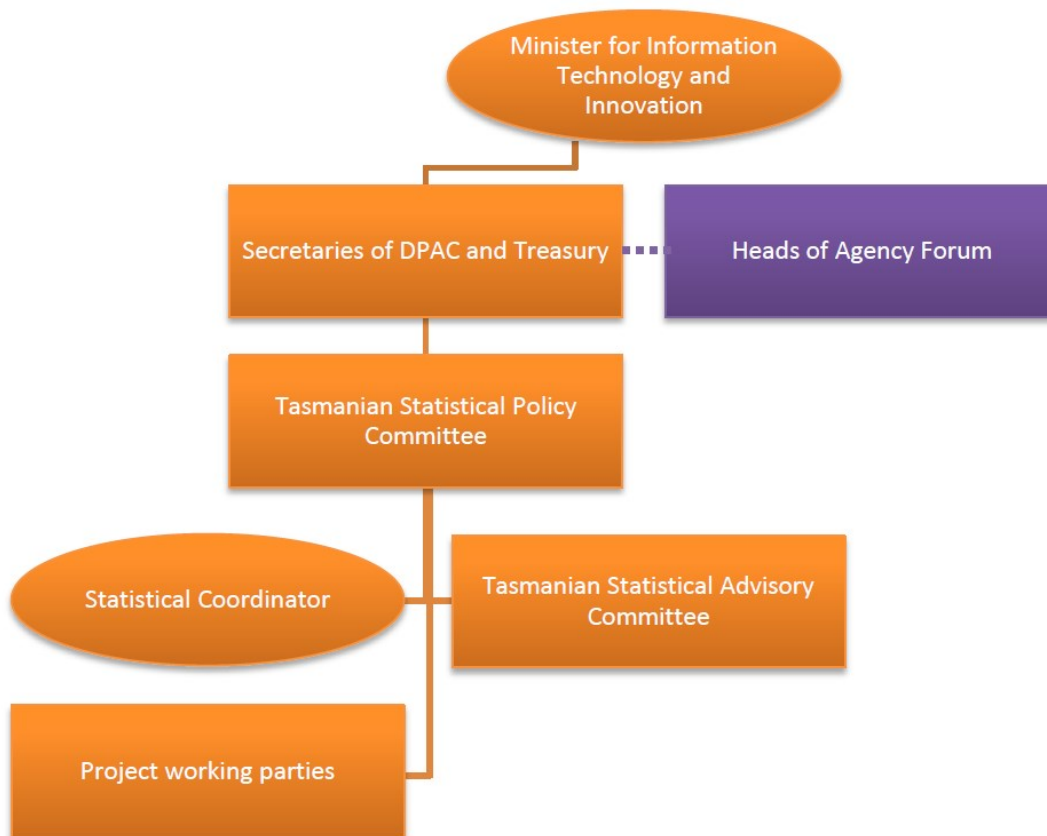 Minister for Information
Technology and
Innovation
Secretaries of DPAC and Treasury
Heads of Agency Forum
Tasmanian Statistical Policy
Committee
Statistical Coordinator
Tasmanian Statistical Advisory
Committee
Project working parties